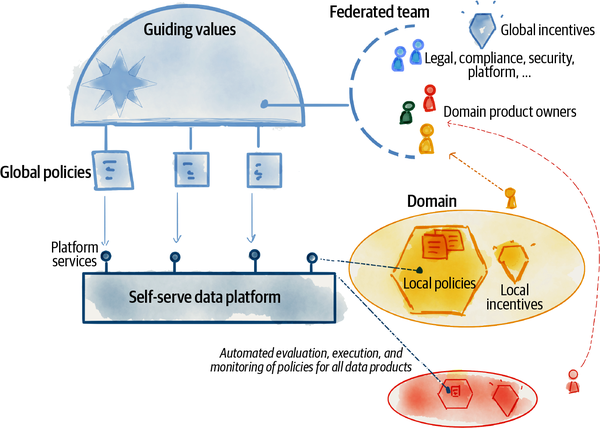 Federated team
Guiding values
Global incentives
Legal, compliance, security,
platform, ...
Domain product owners
Global policies
Domain
Platform
services
Local policies
Local
incentives
Self-serve data platform
Automated evaluation, execution, and
monitoring of policies for all data products